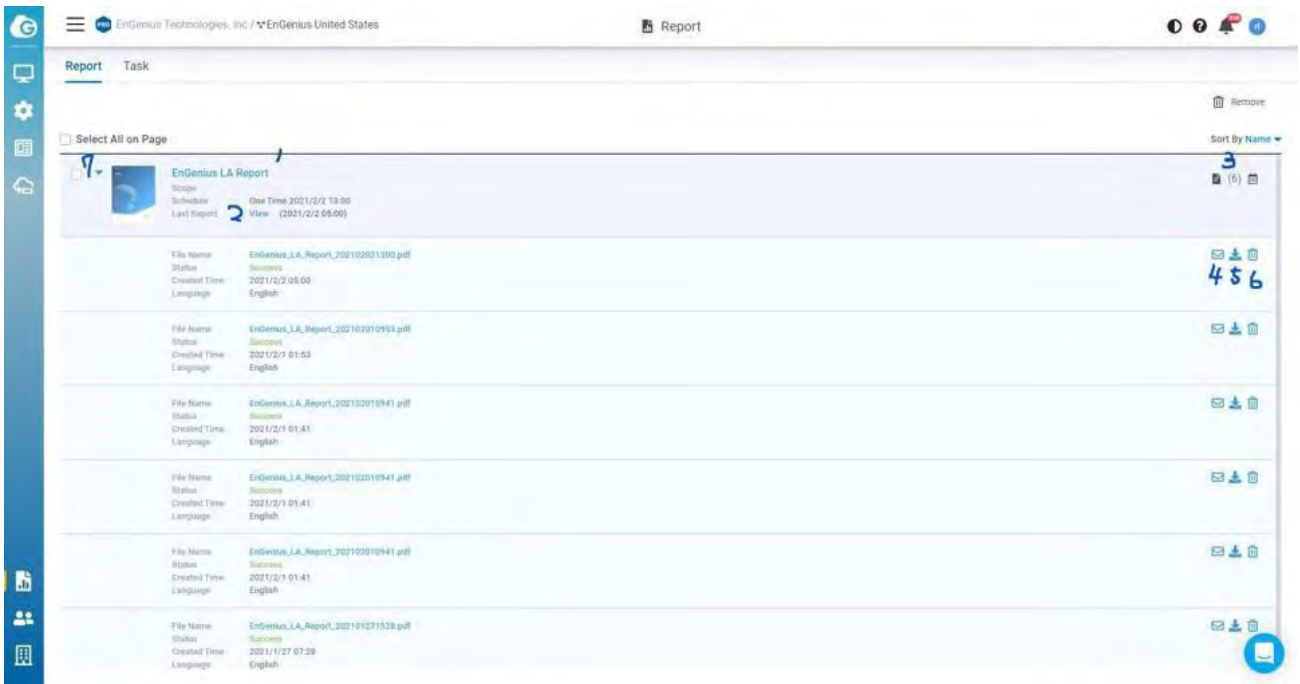 PRO EnGenius Technologies, Inc / EnGenius United States
Report
Report Task
Remove
Select All on Page
Sort By Name
7 1 3
EnGenius LA Report
(6)
Scope
Schedule One Time 2021/2/2 13:00
Last Report 2 View (2021/2/2 05:00)
File Name EnGenius_LA_Report_202102021300.pdf
Status Success
4 5 6
Created Time 2021/2/2 05:00
Language English
File Name EnGenius_LA_Report_202102010953.pdf
Status Success
Created Time 2021/2/1 01:53
Language English
File Name EnGenius_LA_Report_202102010941.pdf
Status Success
Created Time 2021/2/1 01:41
Language English
File Name EnGenius_LA_Report_202102010941.pdf
Status Success
Created Time 2021/2/1 01:41
Language English
File Name EnGenius_LA_Report_202102010941.pdf
Status Success
Created Time 2021/2/1 01:41
Language English
File Name EnGenius_LA_Report_202101271528.pdf
Status Success
Created Time 2021/1/27 07:28
Language English